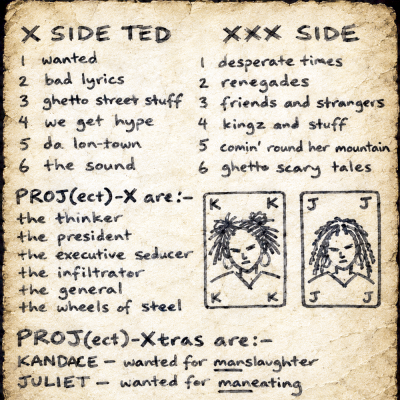 X SIDE TED
1 wanted
2 bad lyrics
3 ghetto street stuff
4 we get hype
5 da lon-town
6 the sound
XXX SIDE
1 desperate times
2 renegades
3 friends and strangers
4 kingz and stuff
5 comin' round her mountain
6 ghetto scary tales
PROJ(ect)-X are:-
the thinker
the president
the executive seducer
the infiltrator
the general
the wheels of steel
K K
K K
J J
J J
PROJ(ect)-Xtras are:-
KANDACE - wanted for manslaughter
JULIET - wanted for maneating